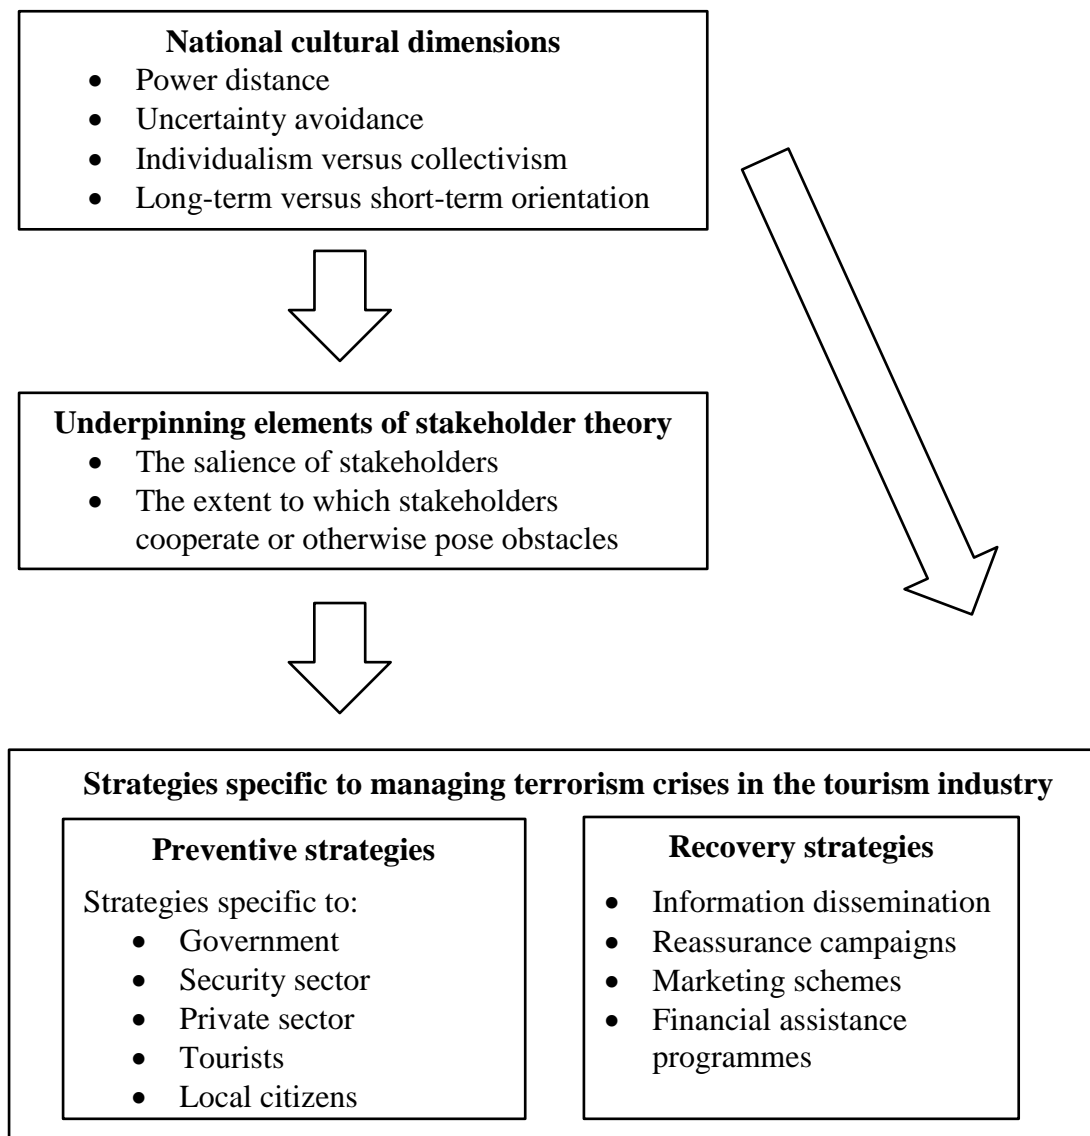 National cultural dimensions
• Power distance
• Uncertainty avoidance
• Individualism versus collectivism
• Long-term versus short-term orientation
Underpinning elements of stakeholder theory
• The salience of stakeholders
• The extent to which stakeholders
cooperate or otherwise pose obstacles
Strategies specific to managing terrorism crises in the tourism industry
Preventive strategies
Strategies specific to:
• Government
• Security sector
• Private sector
• Tourists
• Local citizens
Recovery strategies
• Information dissemination
• Reassurance campaigns
• Marketing schemes
• Financial assistance
programmes